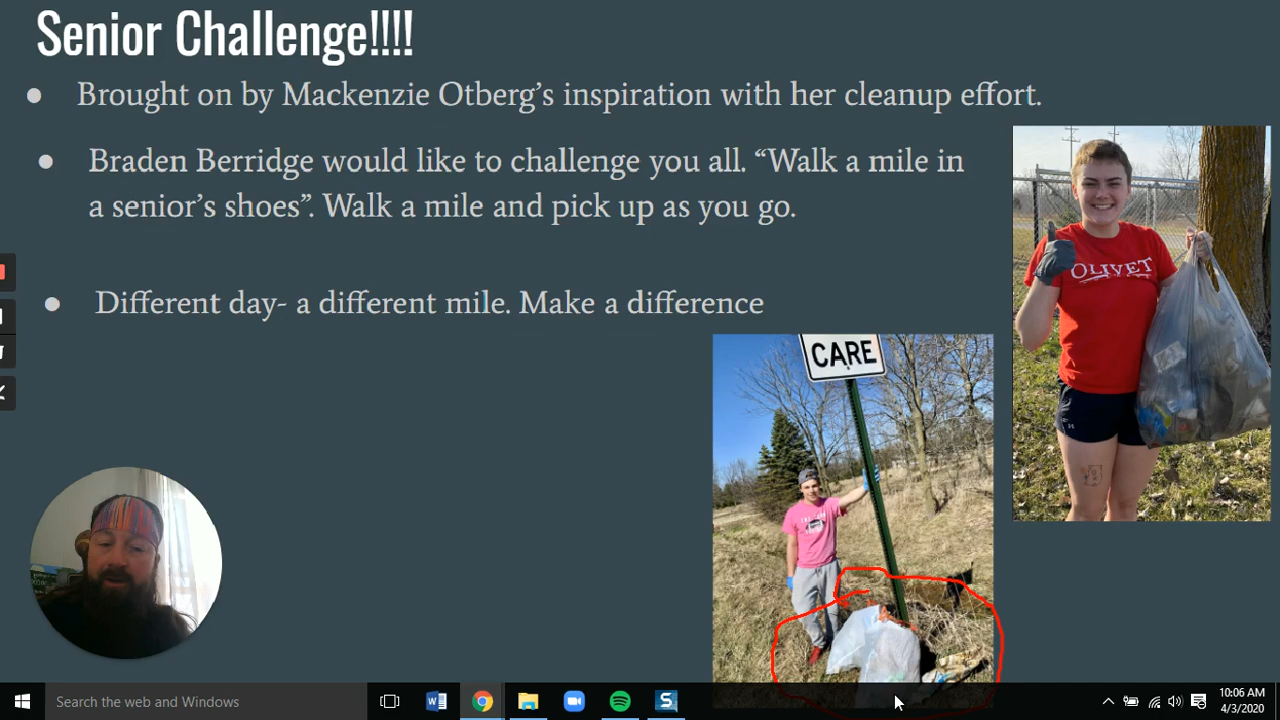 Senior Challenge!!!!
● Brought on by Mackenzie Otberg's inspiration with her cleanup effort.
● Braden Berridge would like to challenge you all. “Walk a mile in
a senior's shoes”. Walk a mile and pick up as you go.
● Different day- a different mile. Make a difference
OLIVET
CARE
Search the web and Windows
10:06 AM
4/3/2020